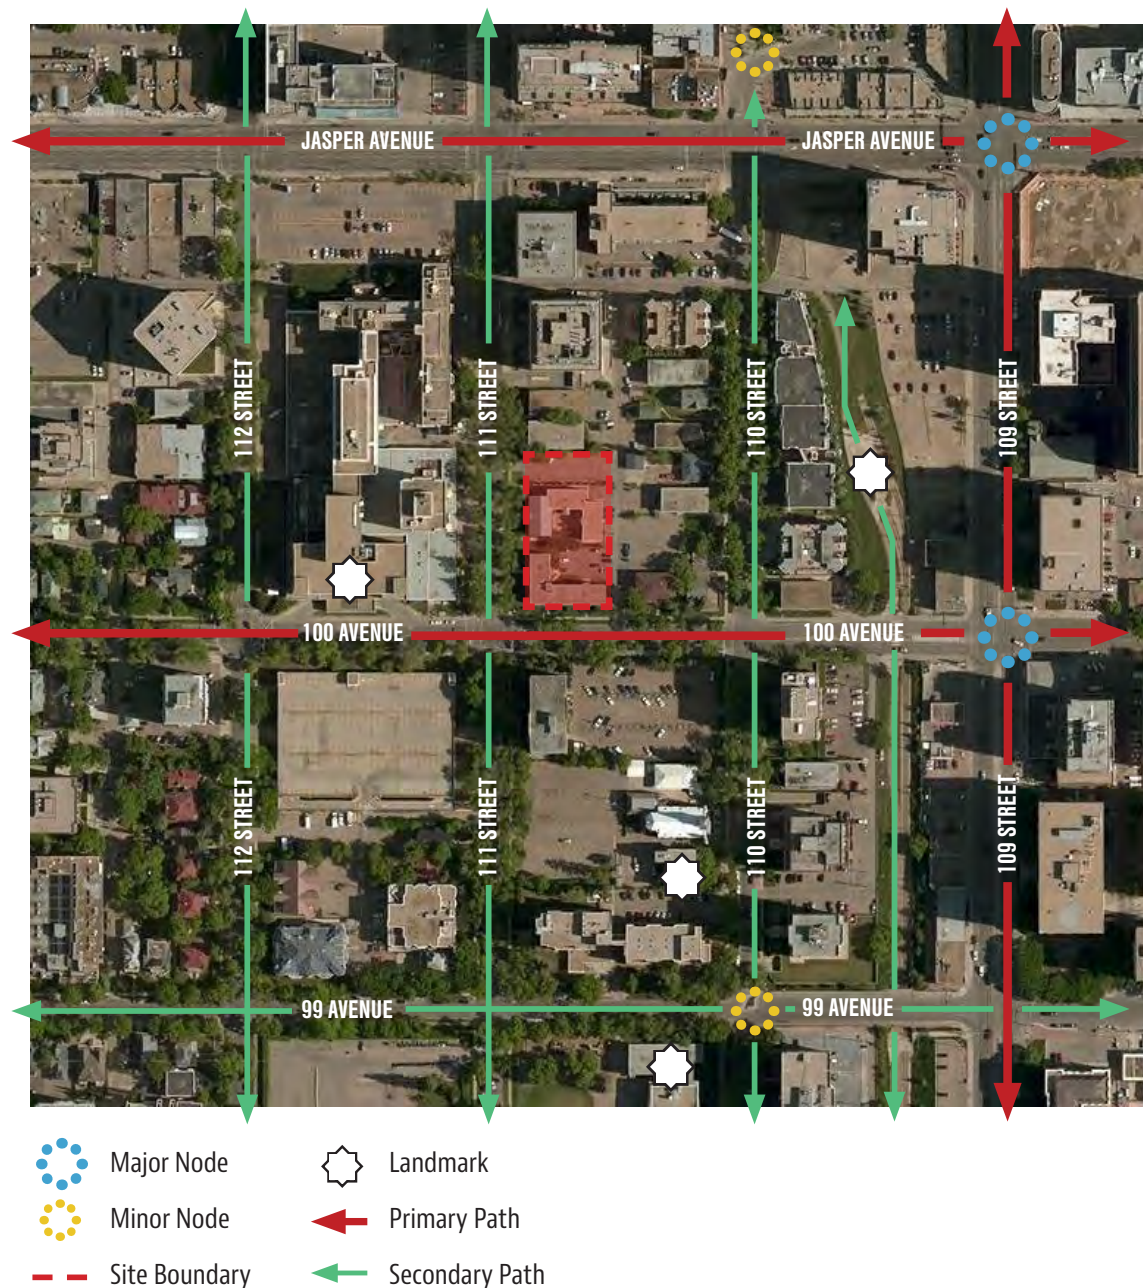 JASPER AVENUE
JASPER AVENUE
112 STREET
111 STREET
110 STREET
109 STREET
100 AVENUE
100 AVENUE
112 STREET
111 STREET
110 STREET
109 STREET
99 AVENUE
99 AVENUE
Major Node
Landmark
Minor Node
Primary Path
Site Boundary
Secondary Path